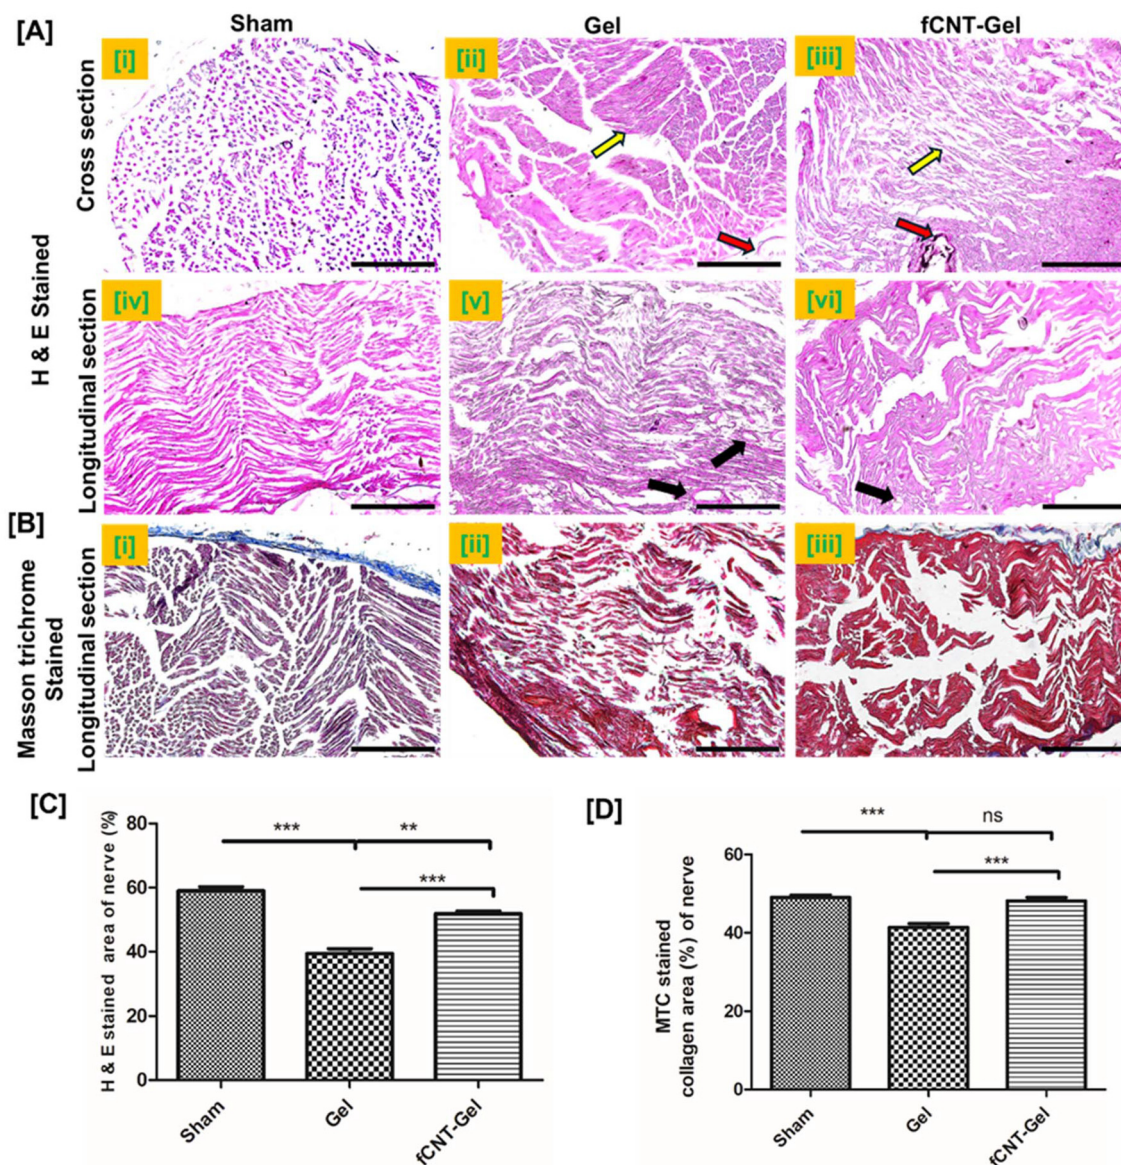 [A]
Sham
Gel
fCNT-Gel
H & E Stained
Cross section
[i]
[ii]
[iii]
Longitudinal section
[iv]
[v]
[vi]
[B]
Masson trichrome
Stained
Longitudinal section
[i]
[ii]
[iii]
[C]
H & E stained area of nerve (%)
80
60
40
20
0
***
**
***
Sham
Gel
fCNT-Gel
[D]
MTC stained
collagen area (%) of nerve
60
40
20
0
***
ns
***
Sham
Gel
fCNT-Gel